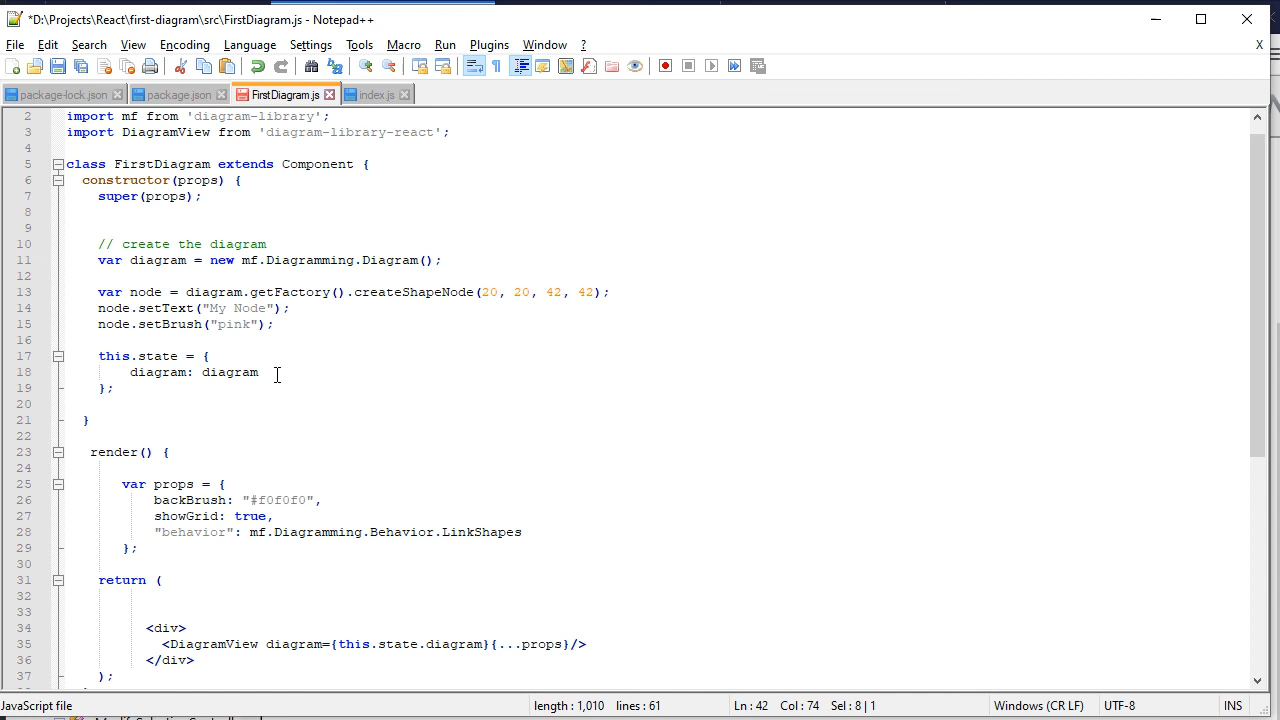 *D:\Projects\React\first-diagram\src\FirstDiagram.js - Notepad++
File Edit Search View Encoding Language Settings Tools Macro Run Plugins Window ? X
package-lock.json package.json FirstDiagram.js index.js
2 import mf from 'diagram-library';
3 import DiagramView from 'diagram-library-react';
4
5 class FirstDiagram extends Component {
6 constructor(props) {
7 super(props);
8
9
10 // create the diagram
11 var diagram = new mf.Diagramming.Diagram();
12
13 var node = diagram.getFactory().createShapeNode(20, 20, 42, 42);
14 node.setText("My Node");
15 node.setBrush("pink");
16
17 this.state = {
18 diagram: diagram
19 };
20
21 }
22
23 render() {
24
25 var props = {
26 backBrush: "#f0f0f0",
27 showGrid: true,
28 "behavior": mf.Diagramming.Behavior.LinkShapes
29 };
30
31 return (
32
33
34 <div>
35 <DiagramView diagram={this.state.diagram}{...props}/>
36 </div>
37 );
JavaScript file length : 1,010 lines : 61 Ln : 42 Col : 74 Sel : 8 | 1 Windows (CR LF) UTF-8 INS